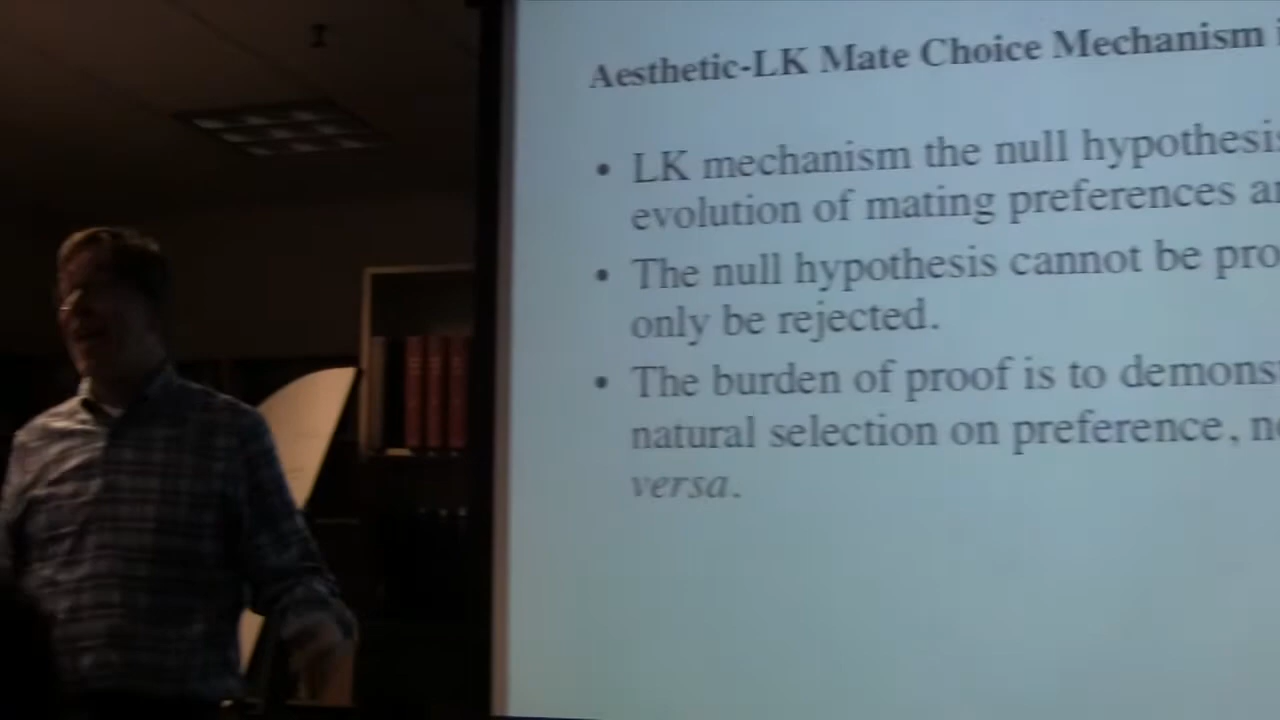 Aesthetic-LK Mate Choice Mechanism
• LK mechanism the null hypothesis
evolution of mating preferences
• The null hypothesis cannot be
only be rejected.
• The burden of proof is to
natural selection on preference,
versa.